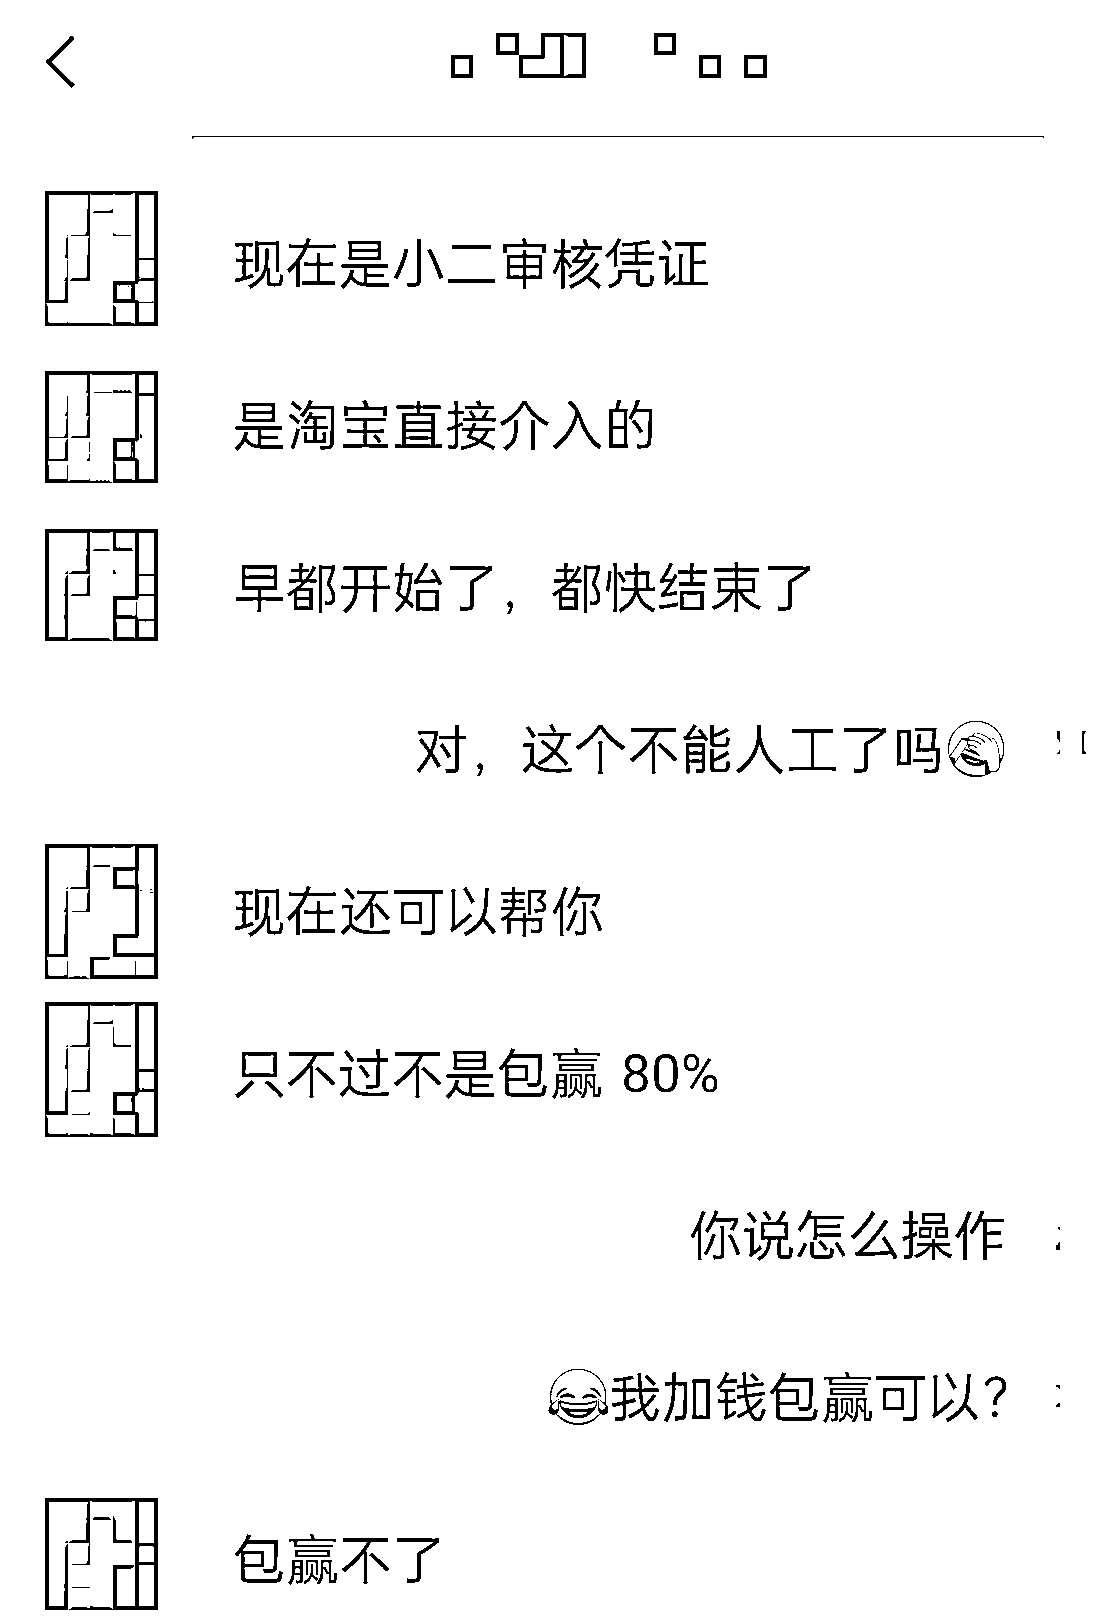 现在是小二审核凭证
是淘宝直接介入的
早都开始了，都快结束了
对，这个不能人工了吗
现在还可以帮你
只不过不是包赢 80%
你说怎么操作
😂我加钱包赢可以？
包赢不了